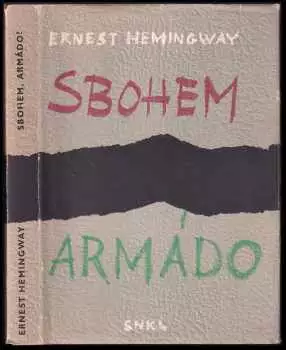 ERNEST HEMINGWAY
SBOHEM
ARMÁDO
SNKL
SBOHEM, ARMÁDO!
ERNEST HEMINGWAY